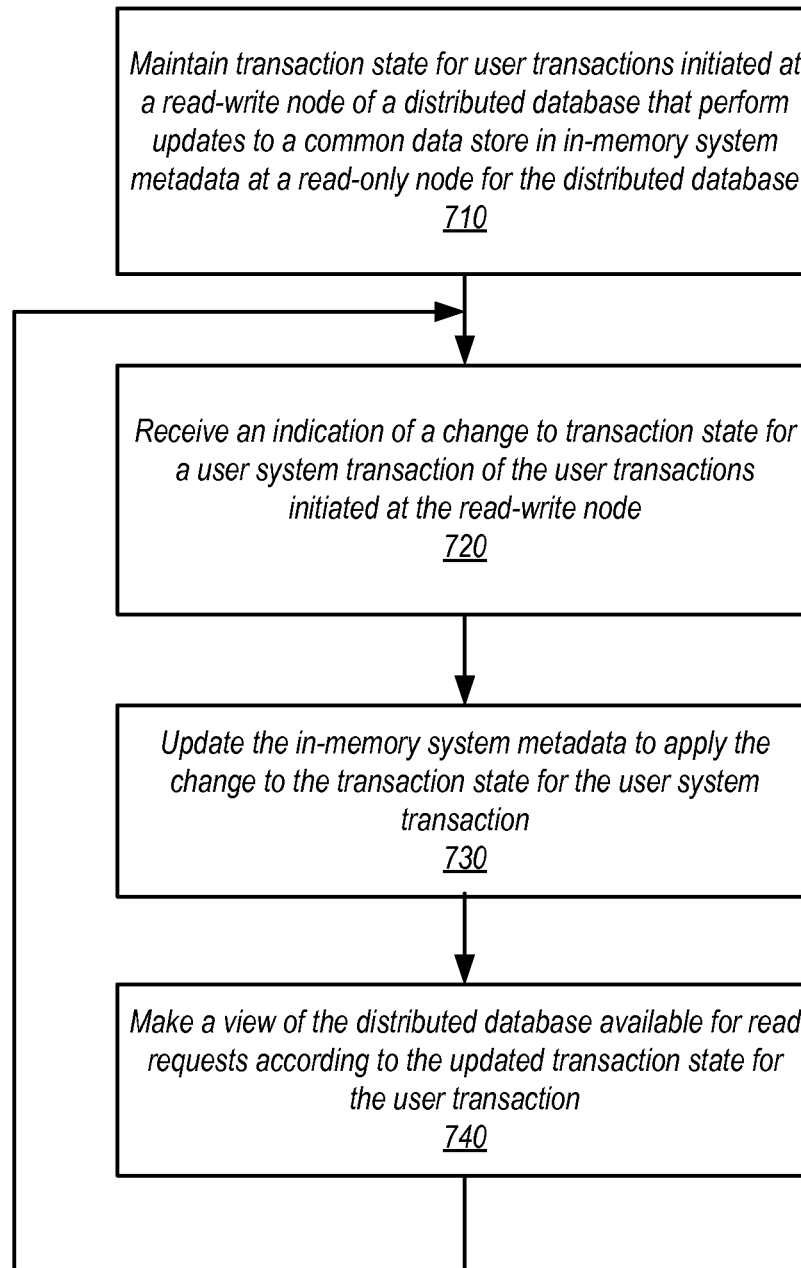 Maintain transaction state for user transactions initiated at
a read-write node of a distributed database that perform
updates to a common data store in in-memory system
metadata at a read-only node for the distributed database
710
Receive an indication of a change to transaction state for
a user system transaction of the user transactions
initiated at the read-write node
720
Update the in-memory system metadata to apply the
change to the transaction state for the user system
transaction
730
Make a view of the distributed database available for read
requests according to the updated transaction state for
the user transaction
740